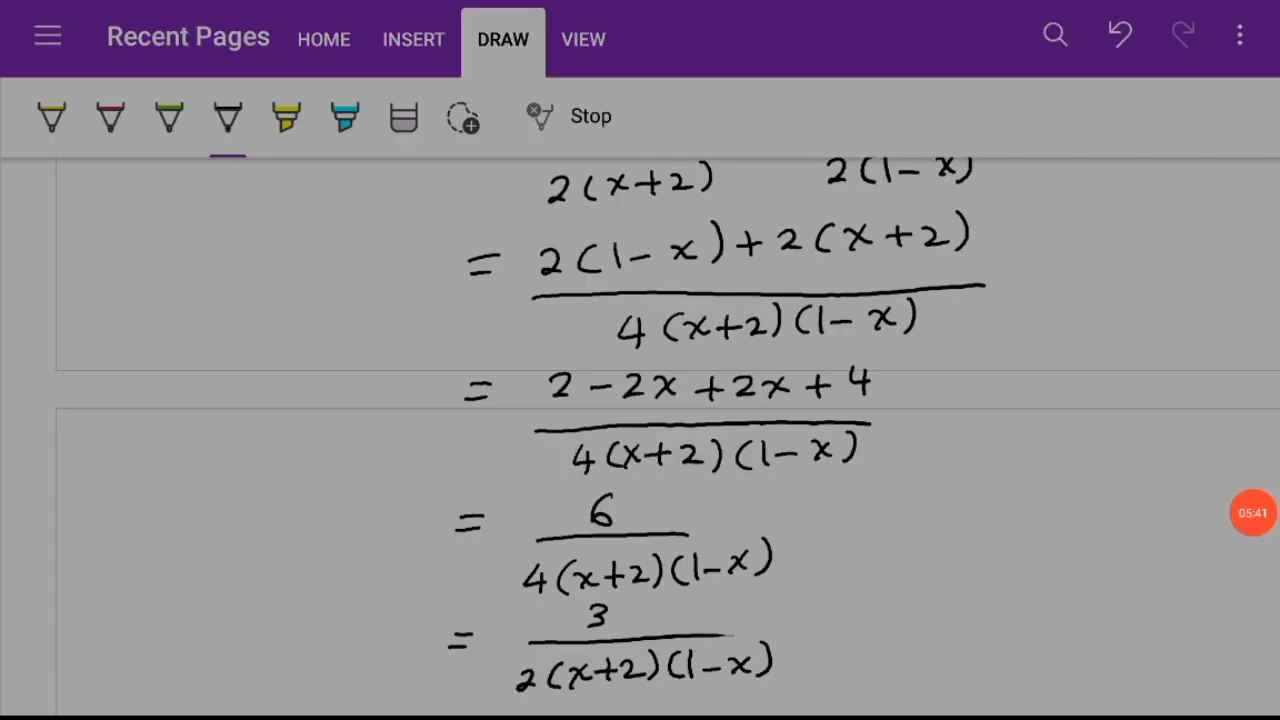 Recent Pages HOME INSERT DRAW VIEW
Stop
2(x+2) 2(1-x)
= 2(1-x)+2(x+2)
4(x+2)(1-x)
= 2-2x+2x+4
4(x+2)(1-x)
= 6
4(x+2)(1-x)
05:41
= 3
2(x+2)(1-x)